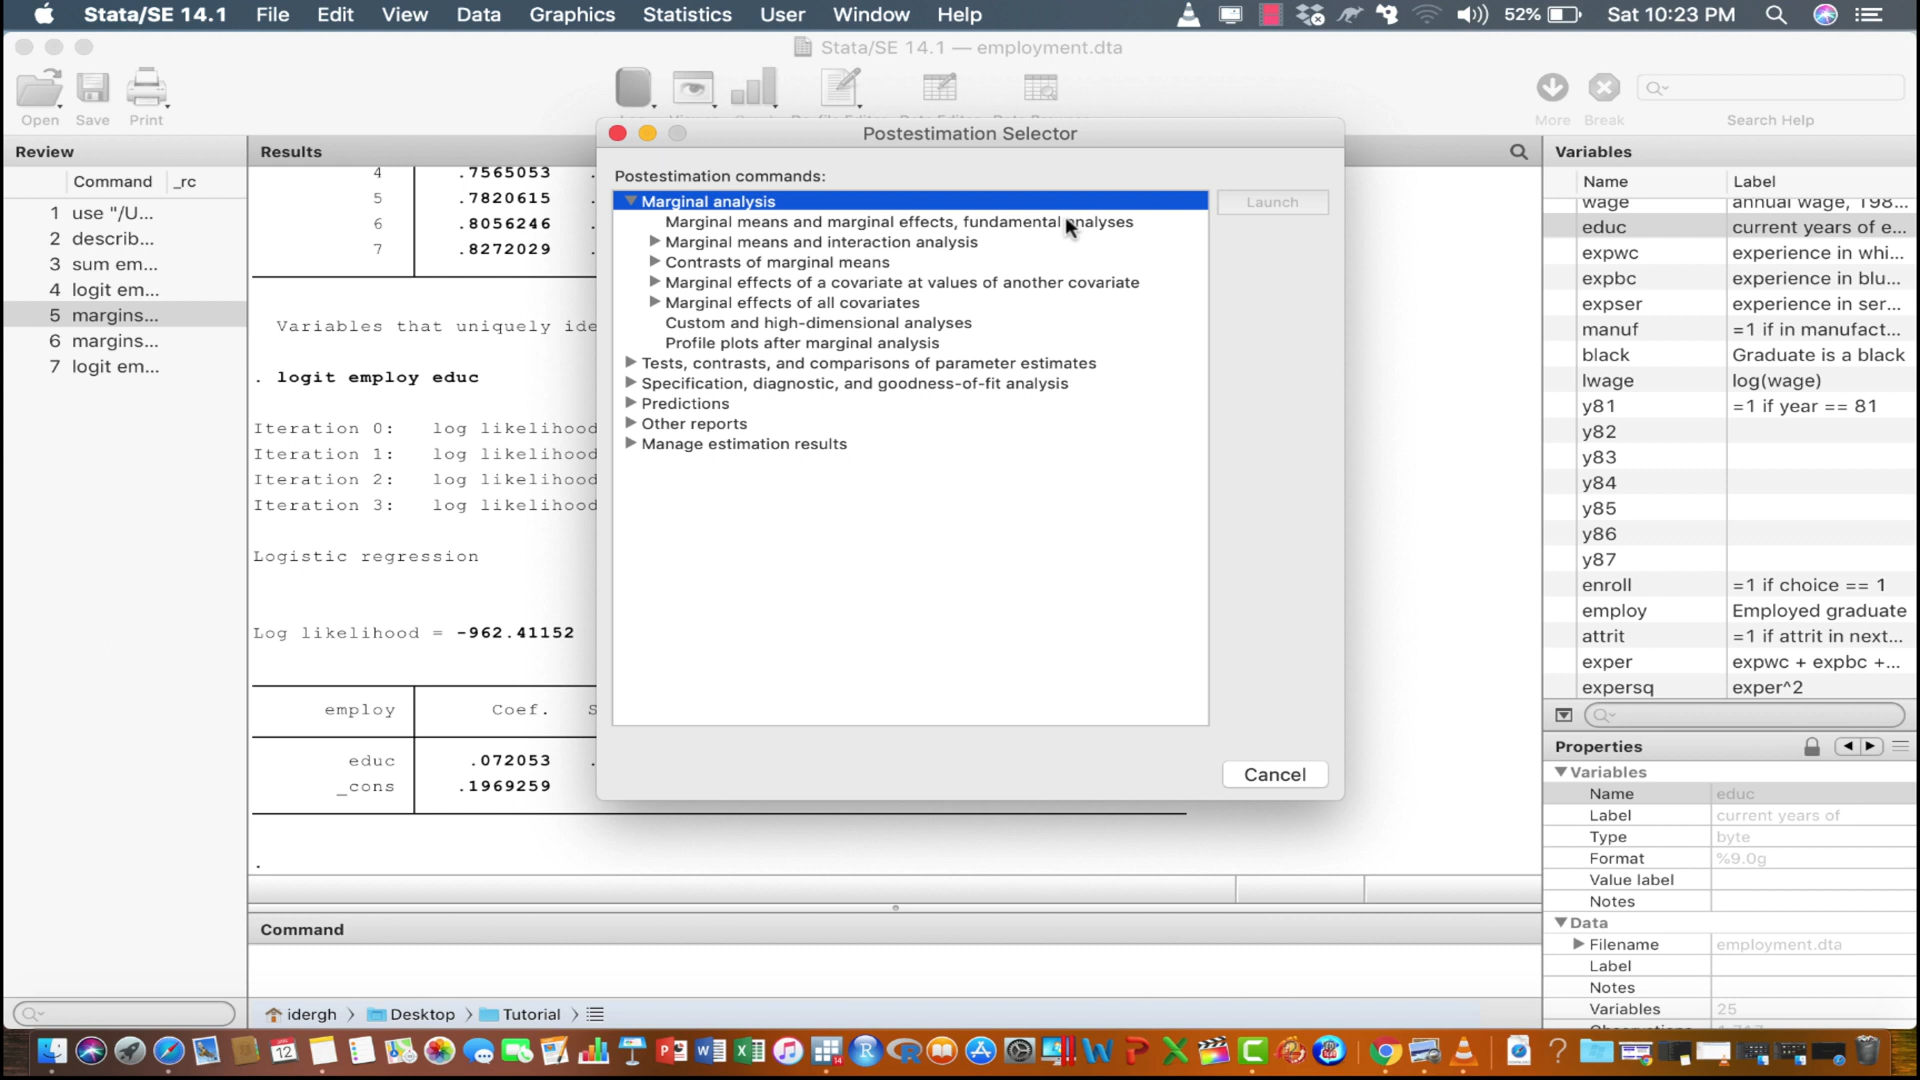 Stata/SE 14.1 File Edit View Data Graphics Statistics User Window Help 52% Sat 10:23 PM
Stata/SE 14.1 — employment.dta
Open Save Print More Break Search Help
Postestimation Selector
Review
Command _rc
1 use "/U...
2 describ...
3 sum em...
4 logit em...
5 margins...
6 margins...
7 logit em...
Results
4 .7565053
5 .7820615
6 .8056246
7 .8272029
Variables that uniquely ide
. logit employ educ
Iteration 0: log likelihood
Iteration 1: log likelihood
Iteration 2: log likelihood
Iteration 3: log likelihood
Logistic regression
Log likelihood = -962.41152
employ Coef. S
educ .072053 .
_cons .1969259
.
Postestimation commands:
Marginal analysis
Marginal means and marginal effects, fundamental analyses
Marginal means and interaction analysis
Contrasts of marginal means
Marginal effects of a covariate at values of another covariate
Marginal effects of all covariates
Custom and high-dimensional analyses
Profile plots after marginal analysis
Tests, contrasts, and comparisons of parameter estimates
Specification, diagnostic, and goodness-of-fit analysis
Predictions
Other reports
Manage estimation results
Launch
Cancel
Command
idergh Desktop Tutorial
Variables
Name Label
wage annual wage, 198...
educ current years of e...
expwc experience in whi...
expbc experience in blu...
expser experience in ser...
manuf =1 if in manufact...
black Graduate is a black
lwage log(wage)
y81 =1 if year == 81
y82
y83
y84
y85
y86
y87
enroll =1 if choice == 1
employ Employed graduate
attrit =1 if attrit in next...
exper expwc + expbc +...
expersq exper^2
Properties
Variables
Name educ
Label current years of
Type byte
Format %9.0g
Value label
Notes
Data
Filename employment.dta
Label
Notes
Variables 25